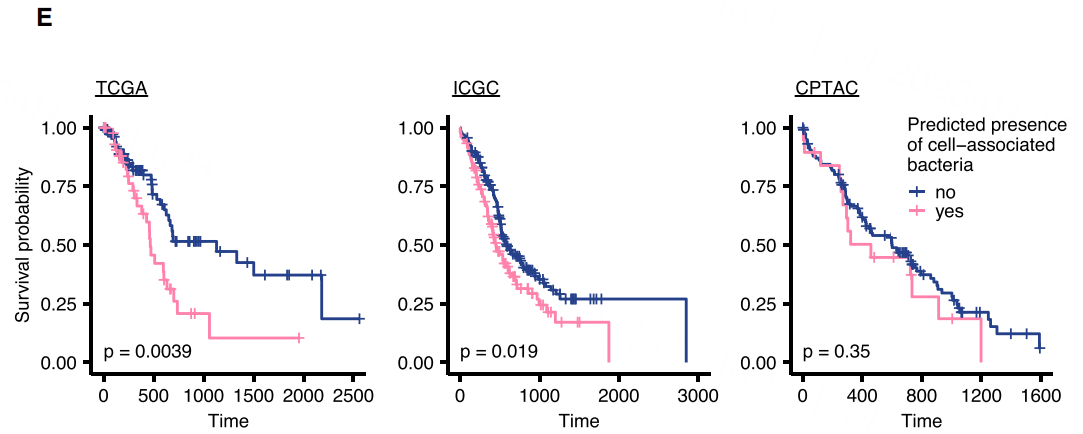 E
TCGA
ICGC
CPTAC
Survival probability
1.00
0.75
0.50
0.25
0.00
p = 0.0039
0 500 1000 1500 2000 2500
Time
1.00
0.75
0.50
0.25
0.00
p = 0.019
0 1000 2000 3000
Time
1.00
0.75
0.50
0.25
0.00
p = 0.35
0 400 800 1200 1600
Time
Predicted presence
of cell−associated
bacteria
no
yes